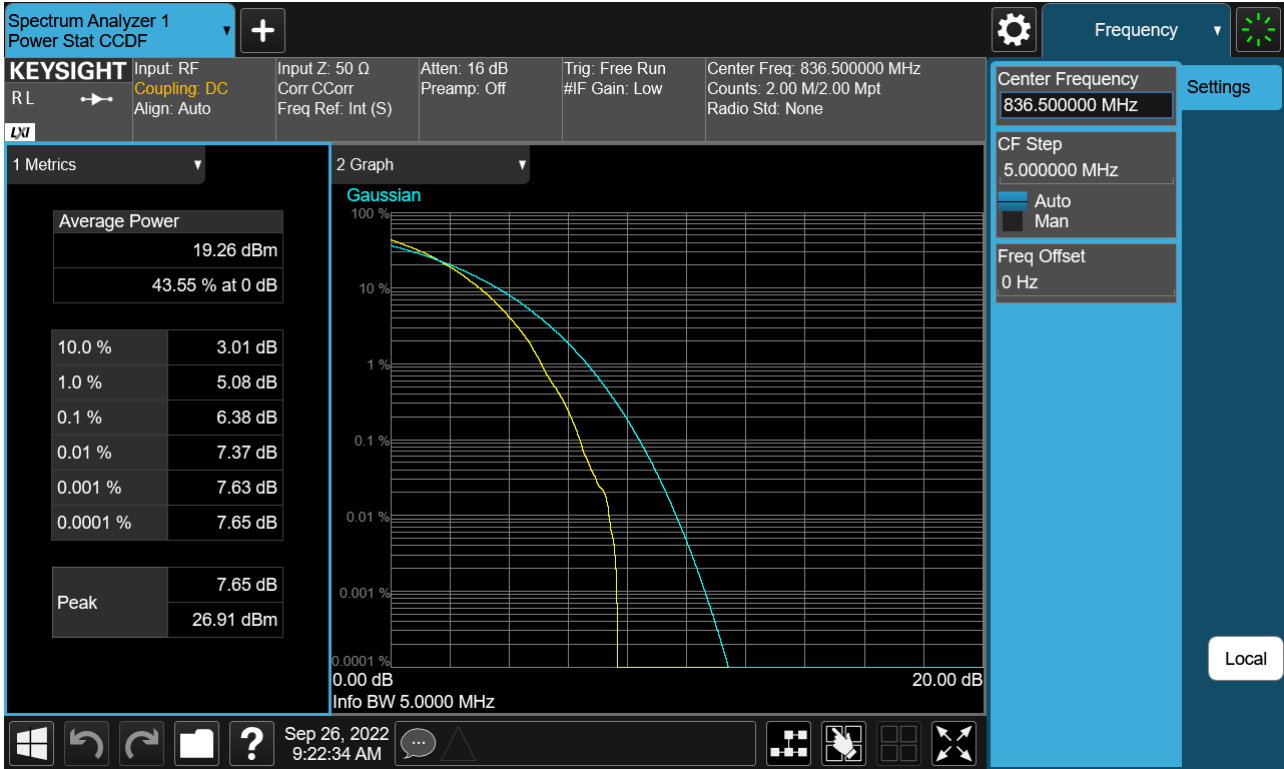 Spectrum Analyzer 1
Power Stat CCDF
+
Frequency
KEYSIGHT
R L
LXI
Input: RF
Coupling: DC
Align: Auto
Input Z: 50 Ω
Corr CCorr
Freq Ref: Int (S)
Atten: 16 dB
Preamp: Off
Trig: Free Run
#IF Gain: Low
Center Freq: 836.500000 MHz
Counts: 2.00 M/2.00 Mpt
Radio Std: None
1 Metrics
Average Power
19.26 dBm
43.55 % at 0 dB
10.0 % 3.01 dB
1.0 % 5.08 dB
0.1 % 6.38 dB
0.01 % 7.37 dB
0.001 % 7.63 dB
0.0001 % 7.65 dB
Peak
7.65 dB
26.91 dBm
2 Graph
Gaussian
100 %
10 %
1 %
0.1 %
0.01 %
0.001 %
0.0001 %
0.00 dB 20.00 dB
Info BW 5.0000 MHz
Center Frequency
836.500000 MHz
CF Step
5.000000 MHz
Auto
Man
Freq Offset
0 Hz
Settings
Local
?
Sep 26, 2022
9:22:34 AM